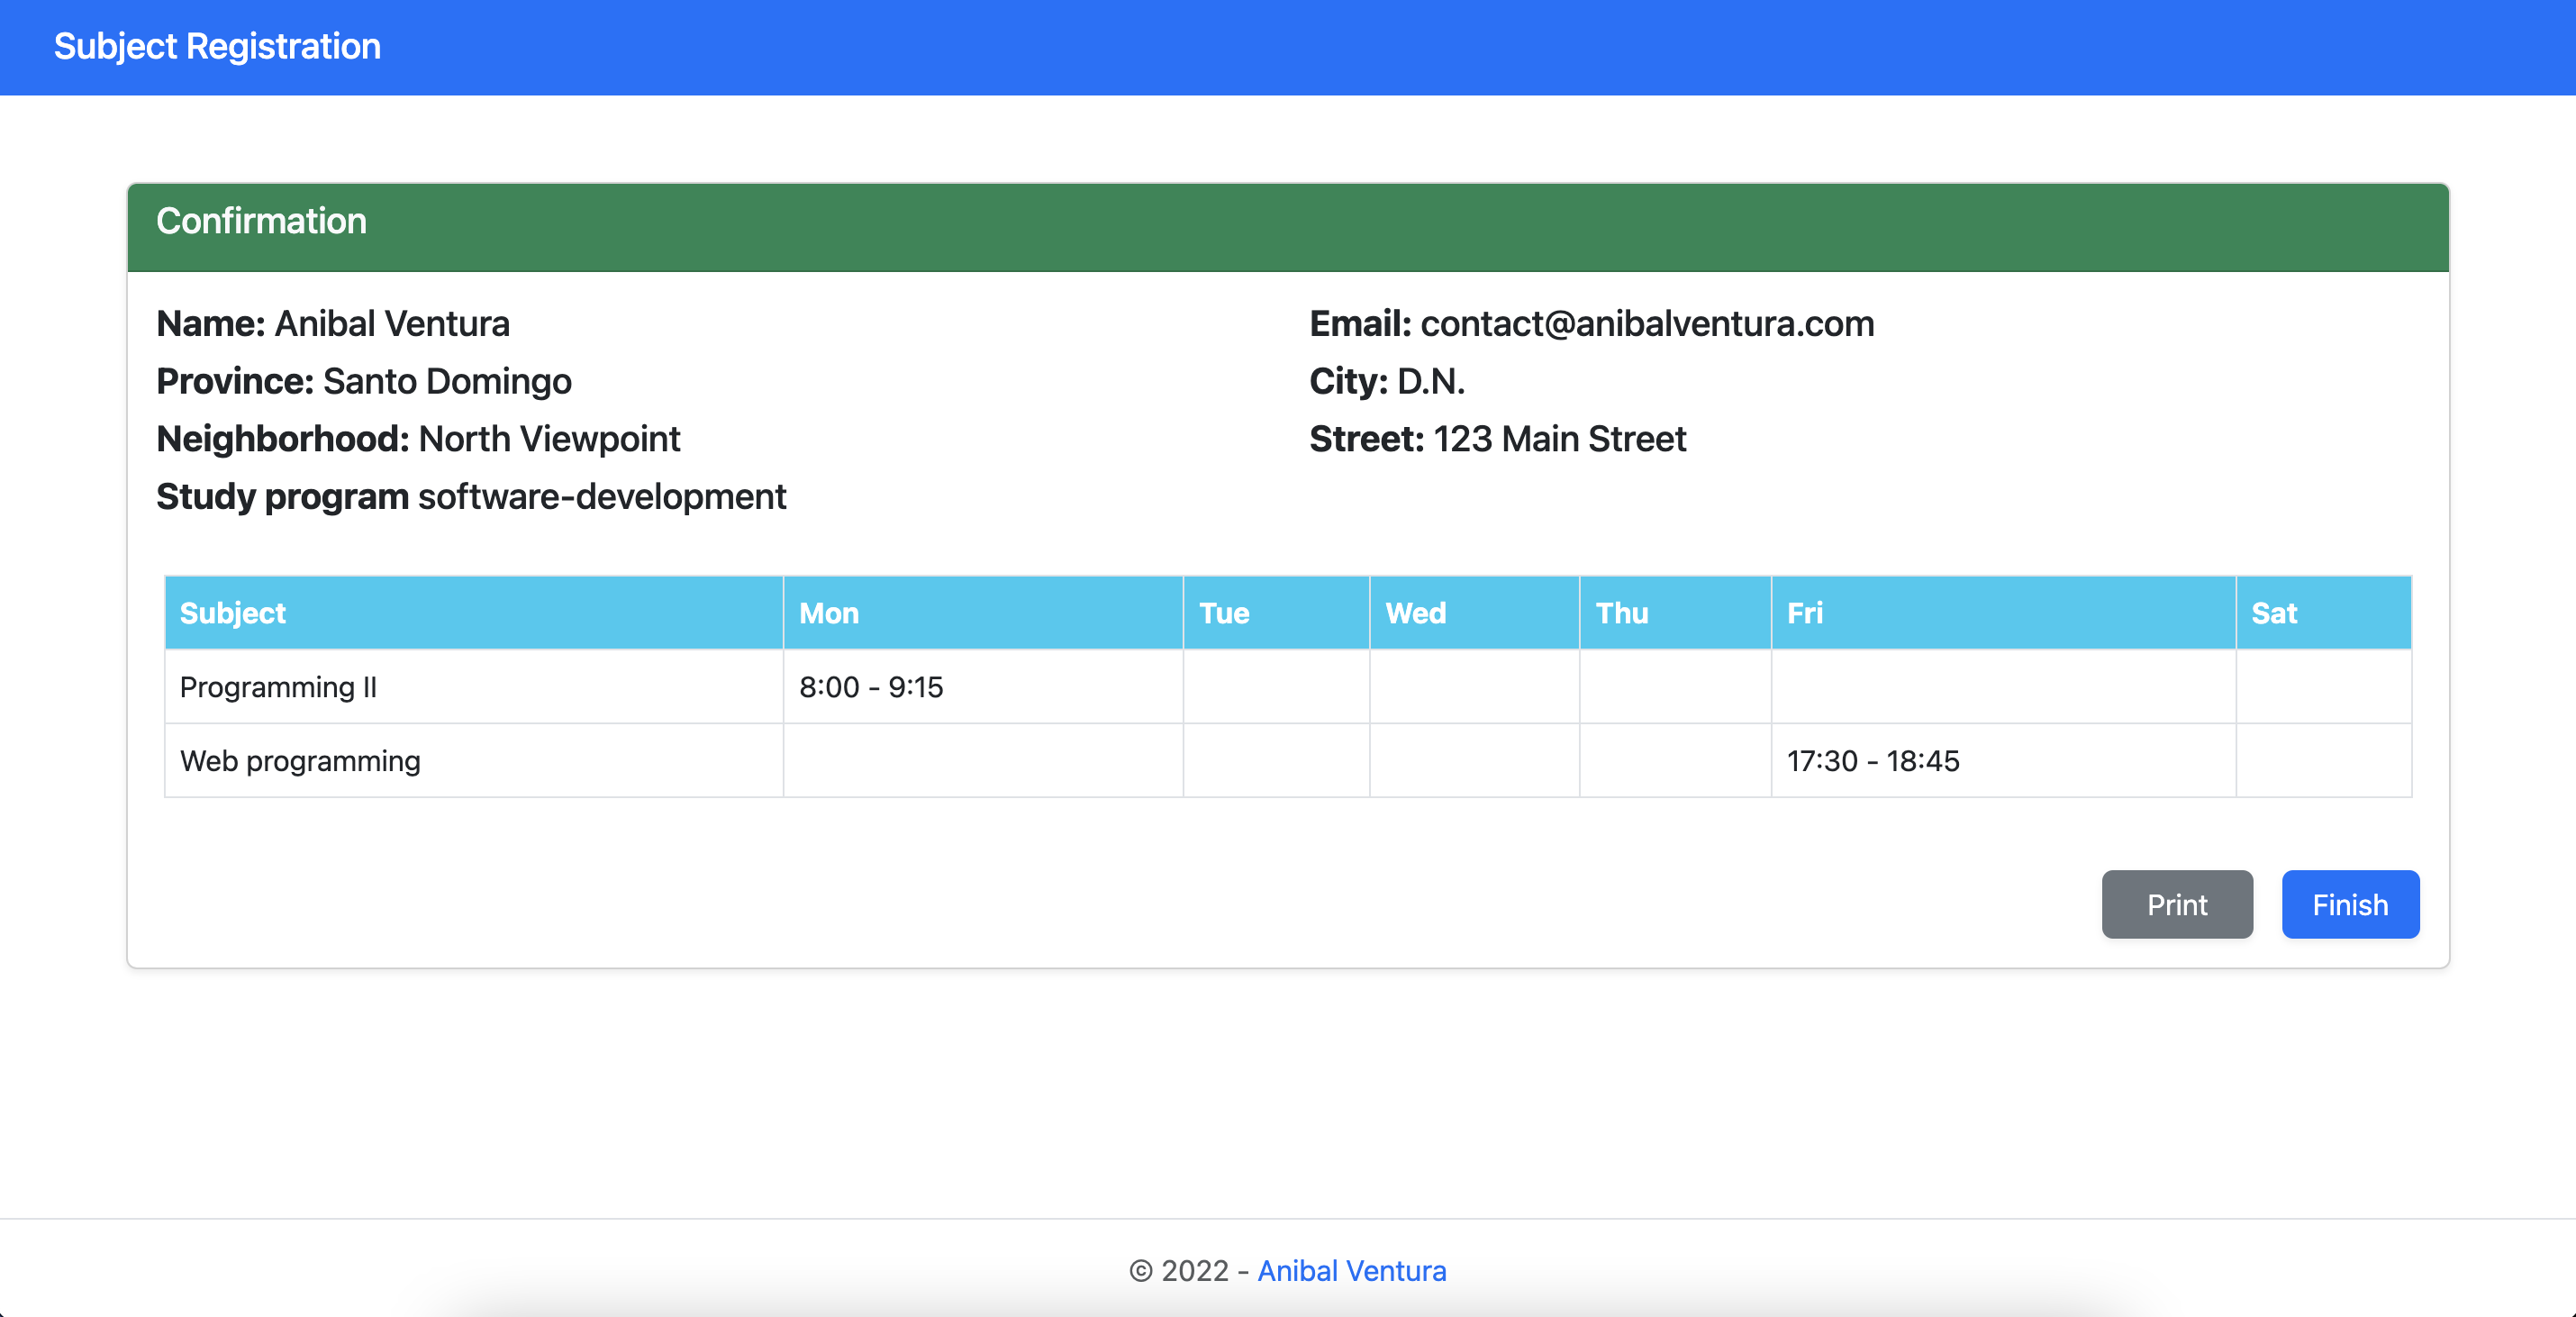 Subject Registration
Confirmation
Name: Anibal Ventura
Email: contact@anibalventura.com
Province: Santo Domingo
City: D.N.
Neighborhood: North Viewpoint
Street: 123 Main Street
Study program software-development
Subject Mon Tue Wed Thu Fri Sat
Programming II 8:00 - 9:15
Web programming 17:30 - 18:45
Print Finish
© 2022 - Anibal Ventura